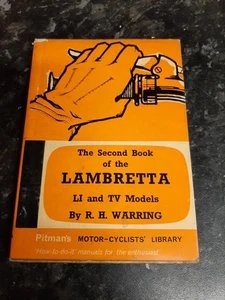 The Second Book
of the
LAMBRETTA
LI and TV Models
By R. H. WARRING
Pitman's MOTOR-CYCLISTS' LIBRARY
'How-to-do-it' manuals for the enthusiast